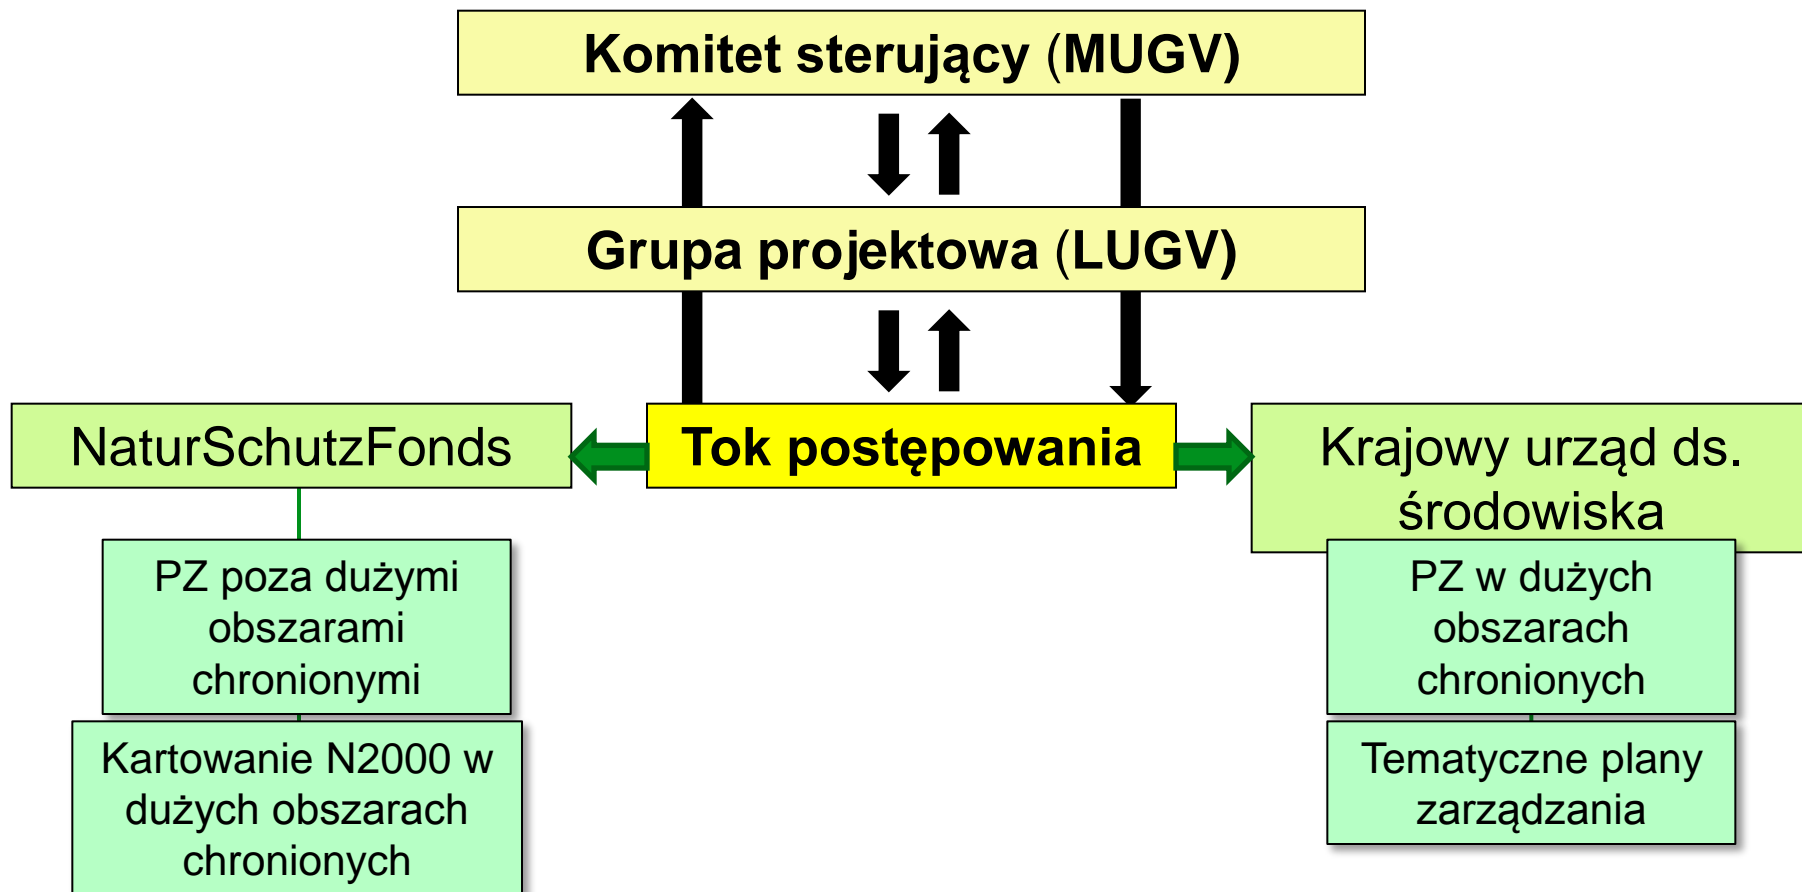 Komitet sterujący (MUGV)
Grupa projektowa (LUGV)
NaturSchutzFonds
Tok postępowania
Krajowy urząd ds.
środowiska
PZ poza dużymi
obszarami
chronionymi
Kartowanie N2000 w
dużych obszarach
chronionych
PZ w dużych
obszarach
chronionych
Tematyczne plany
zarządzania